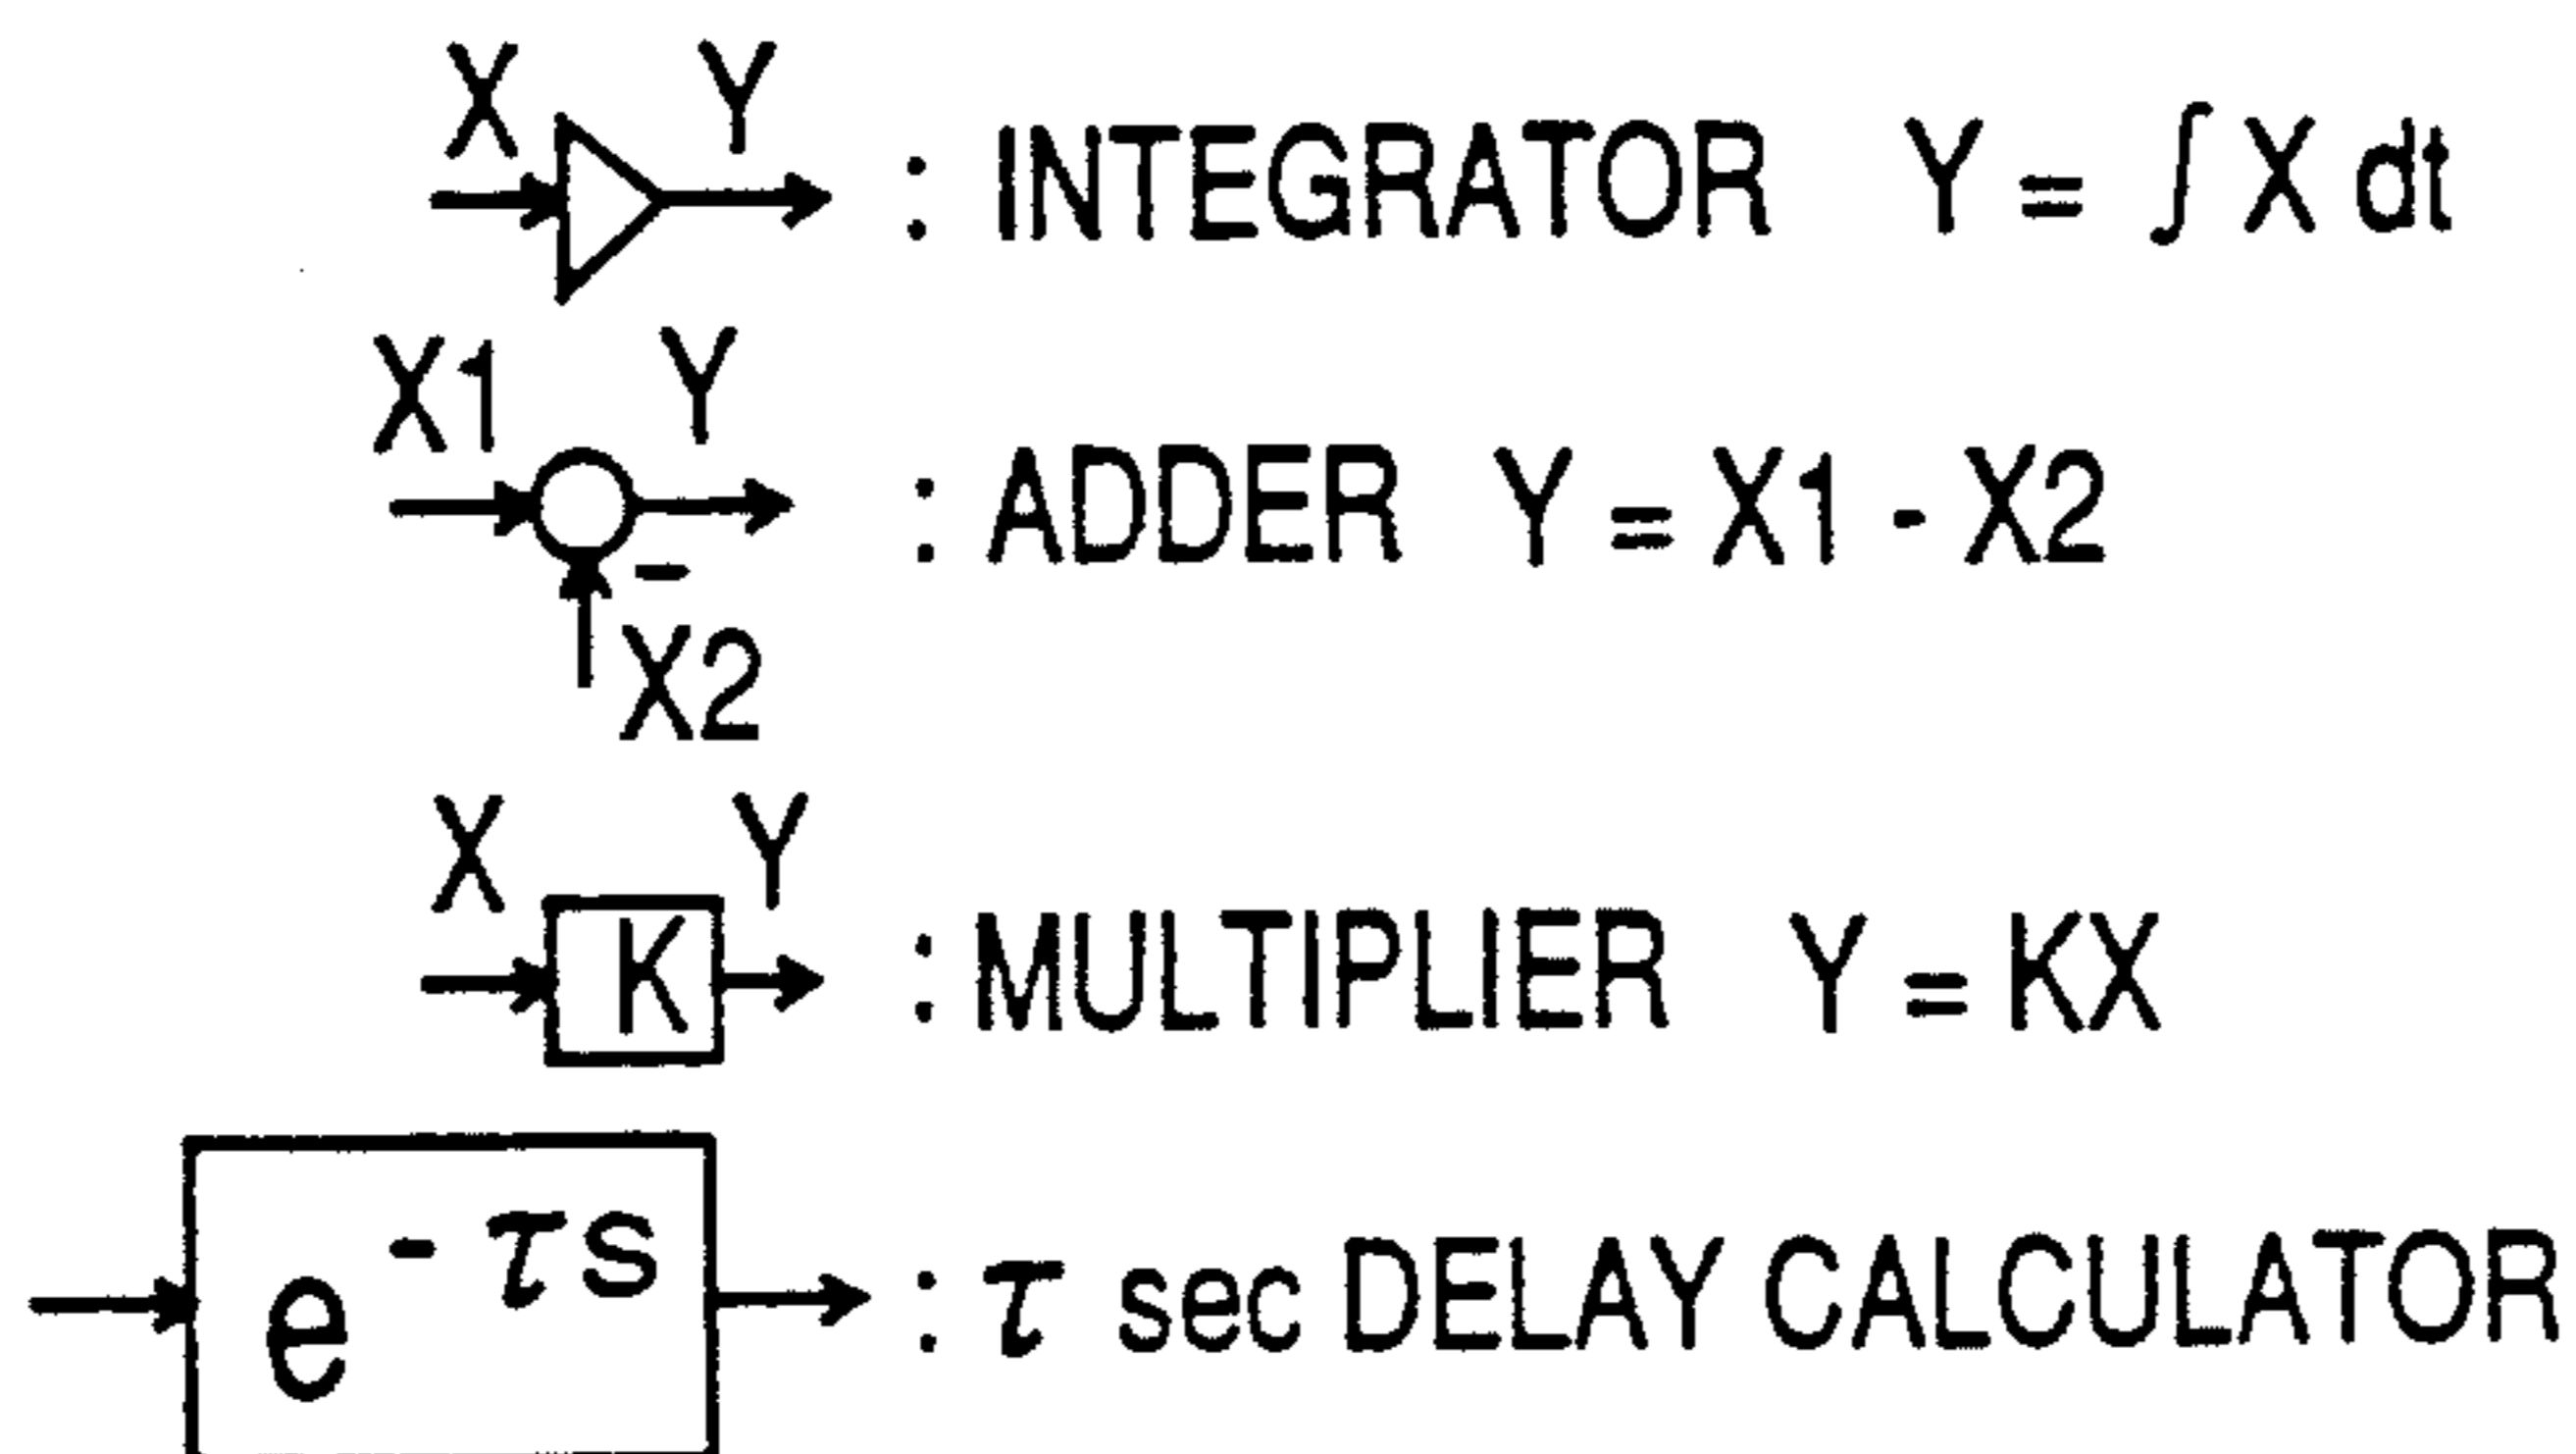 X Y : INTEGRATOR Y = ∫ X dt
X1 Y
: ADDER Y = X1 - X2
-
X2
X Y
K : MULTIPLIER Y = KX
e^{-τs} : τ sec DELAY CALCULATOR